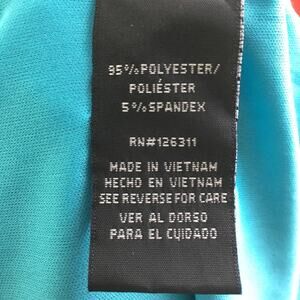 95%POLYESTER/
POLIÉSTER
5%SPANDEX
RN#126311
MADE IN VIETNAM
HECHO EN VIETNAM
SEE REVERSE FOR CARE
VER AL DORSO
PARA EL CUIDADO